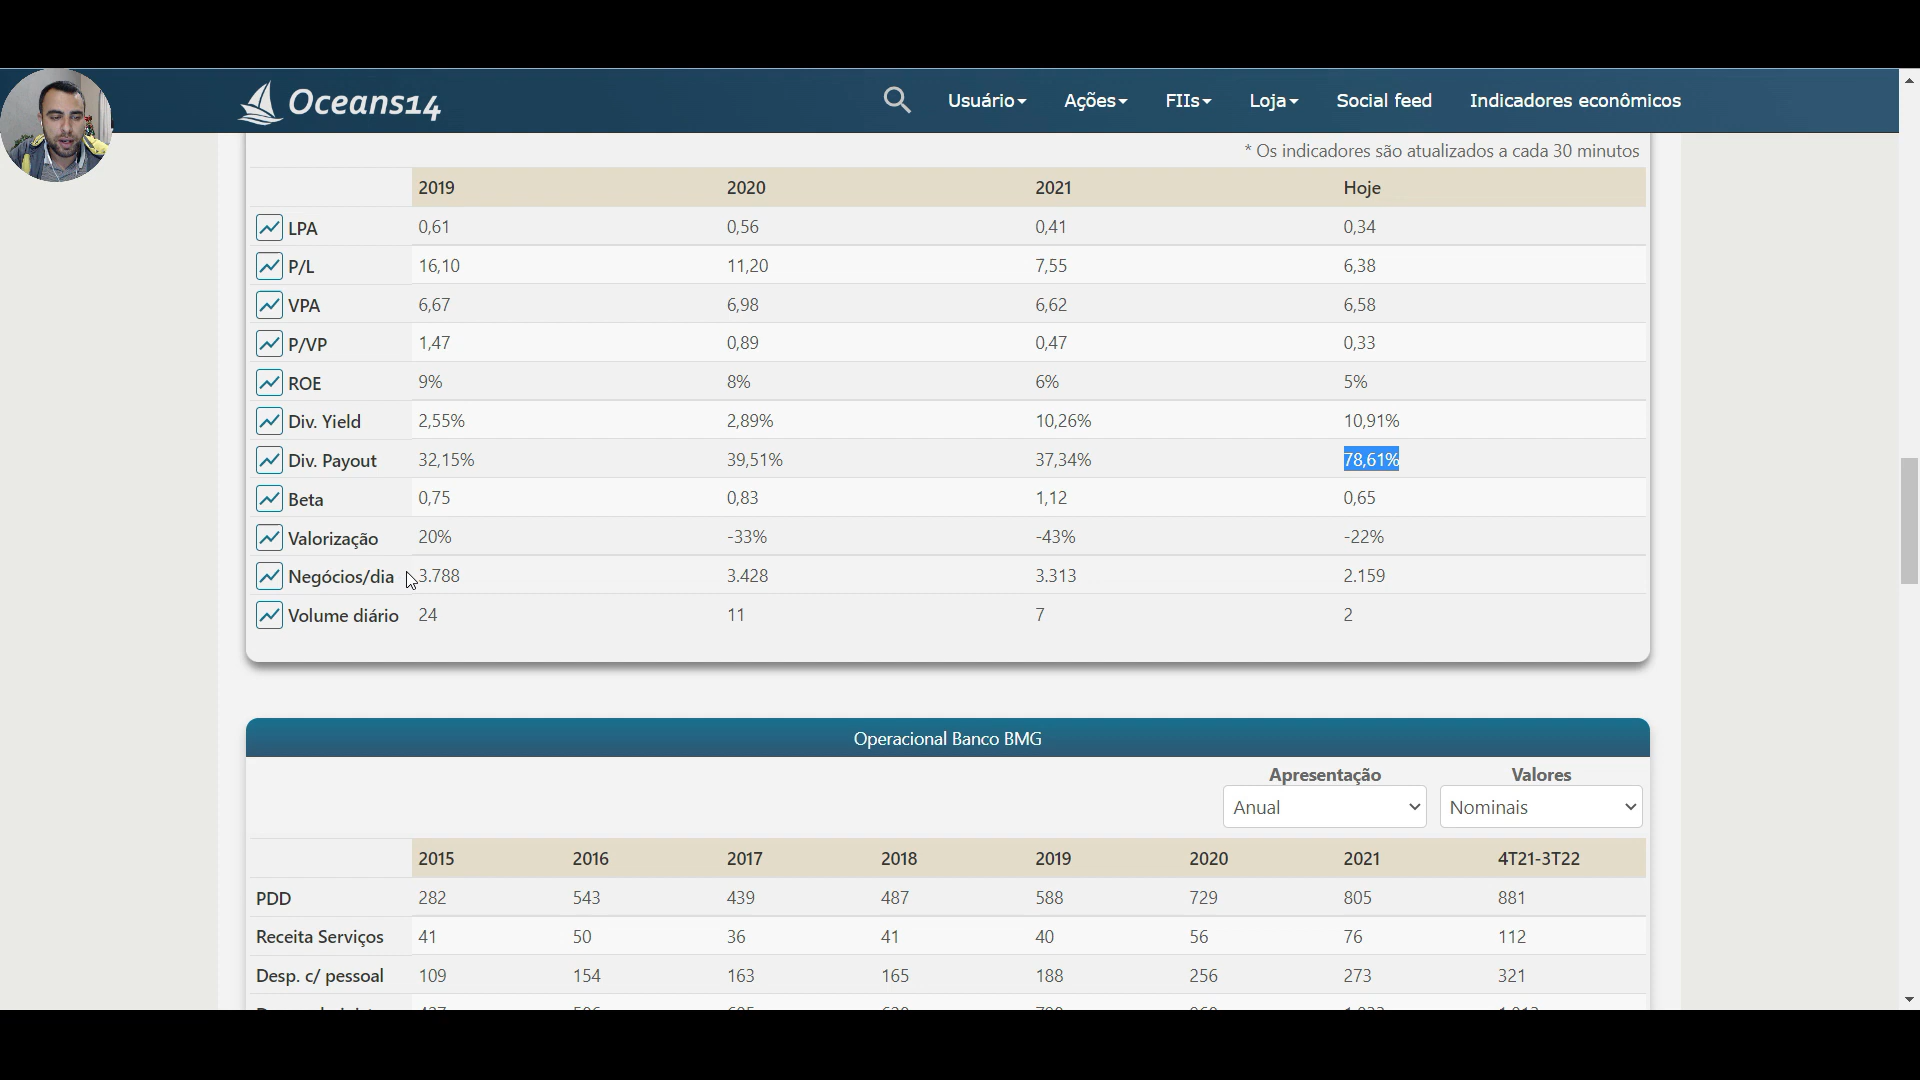 Oceans14
Usuário Ações FIIs Loja Social feed Indicadores econômicos
* Os indicadores são atualizados a cada 30 minutos
2019 2020 2021 Hoje
LPA 0,61 0,56 0,41 0,34
P/L 16,10 11,20 7,55 6,38
VPA 6,67 6,98 6,62 6,58
P/VP 1,47 0,89 0,47 0,33
ROE 9% 8% 6% 5%
Div. Yield 2,55% 2,89% 10,26% 10,91%
Div. Payout 32,15% 39,51% 37,34% 78,61%
Beta 0,75 0,83 1,12 0,65
Valorização 20% -33% -43% -22%
Negócios/dia 3.788 3.428 3.313 2.159
Volume diário 24 11 7 2
Operacional Banco BMG
Apresentação Valores
Anual Nominais
2015 2016 2017 2018 2019 2020 2021 4T21-3T22
PDD 282 543 439 487 588 729 805 881
Receita Serviços 41 50 36 41 40 56 76 112
Desp. c/ pessoal 109 154 163 165 188 256 273 321